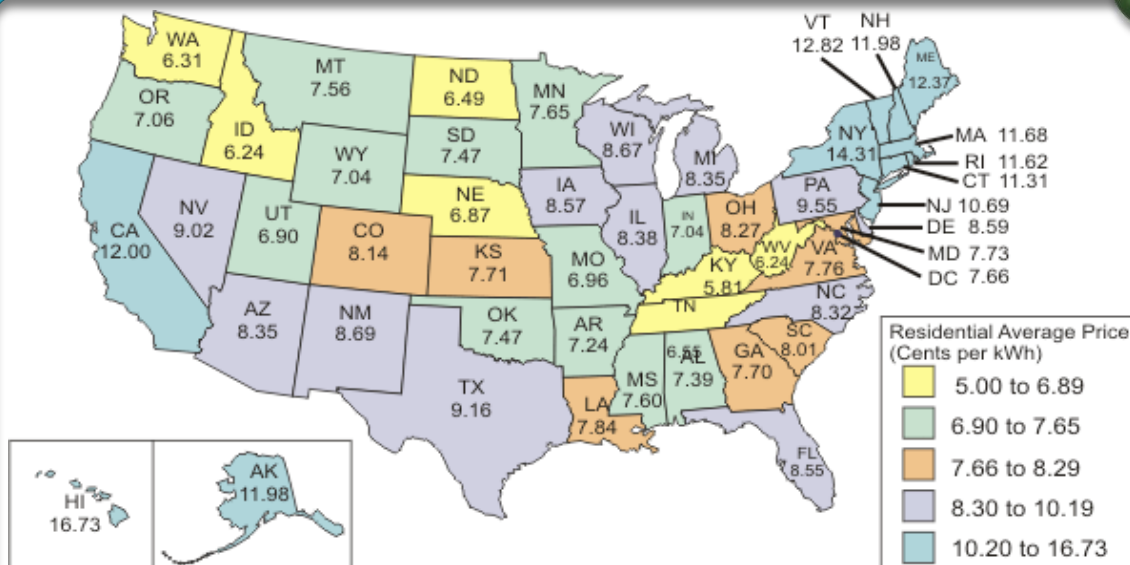 VT
12.82
NH
11.98
ME
12.37
WA
6.31
MT
7.56
ND
6.49
MN
7.65
OR
7.06
ID
6.24
SD
7.47
WI
8.67
NY
14.31
MA 11.68
RI 11.62
CT 11.31
WY
7.04
MI
8.35
IA
8.57
PA
9.55
NJ 10.69
DE 8.59
MD 7.73
DC 7.66
NE
6.87
NV
9.02
UT
6.90
CA
12.00
CO
8.14
KS
7.71
IL
8.38
IN
7.04
OH
8.27
MO
6.96
WV
6.24
VA
7.76
KY
5.81
NC
8.32
TN
6.55
AZ
8.35
NM
8.69
OK
7.47
AR
7.24
SC
8.01
MS
7.60
AL
7.39
GA
7.70
TX
9.16
LA
7.84
FL
8.55
HI
16.73
AK
11.98
Residential Average Price
(Cents per kWh)
5.00 to 6.89
6.90 to 7.65
7.66 to 8.29
8.30 to 10.19
10.20 to 16.73